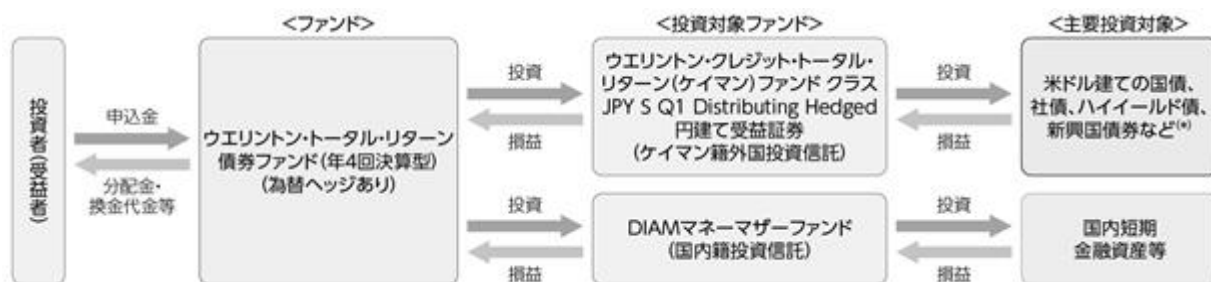 <ファンド>
<投資対象ファンド>
<主要投資対象>
投資者(受益者)
申込金
分配金・
換金代金等
ウエリントン・トータル・リターン
債券ファンド(年4回決算型)
(為替ヘッジあり)
投資
損益
ウエリントン・クレジット・トータル・
リターン(ケイマン)ファンド クラス
JPY S Q1 Distributing Hedged
円建て受益証券
(ケイマン籍外国投資信託)
投資
損益
米ドル建ての国債、
社債、ハイイールド債、
新興国債券など(*)
投資
損益
DIAMマネーマザーファンド
(国内籍投資信託)
投資
損益
国内短期
金融資産等